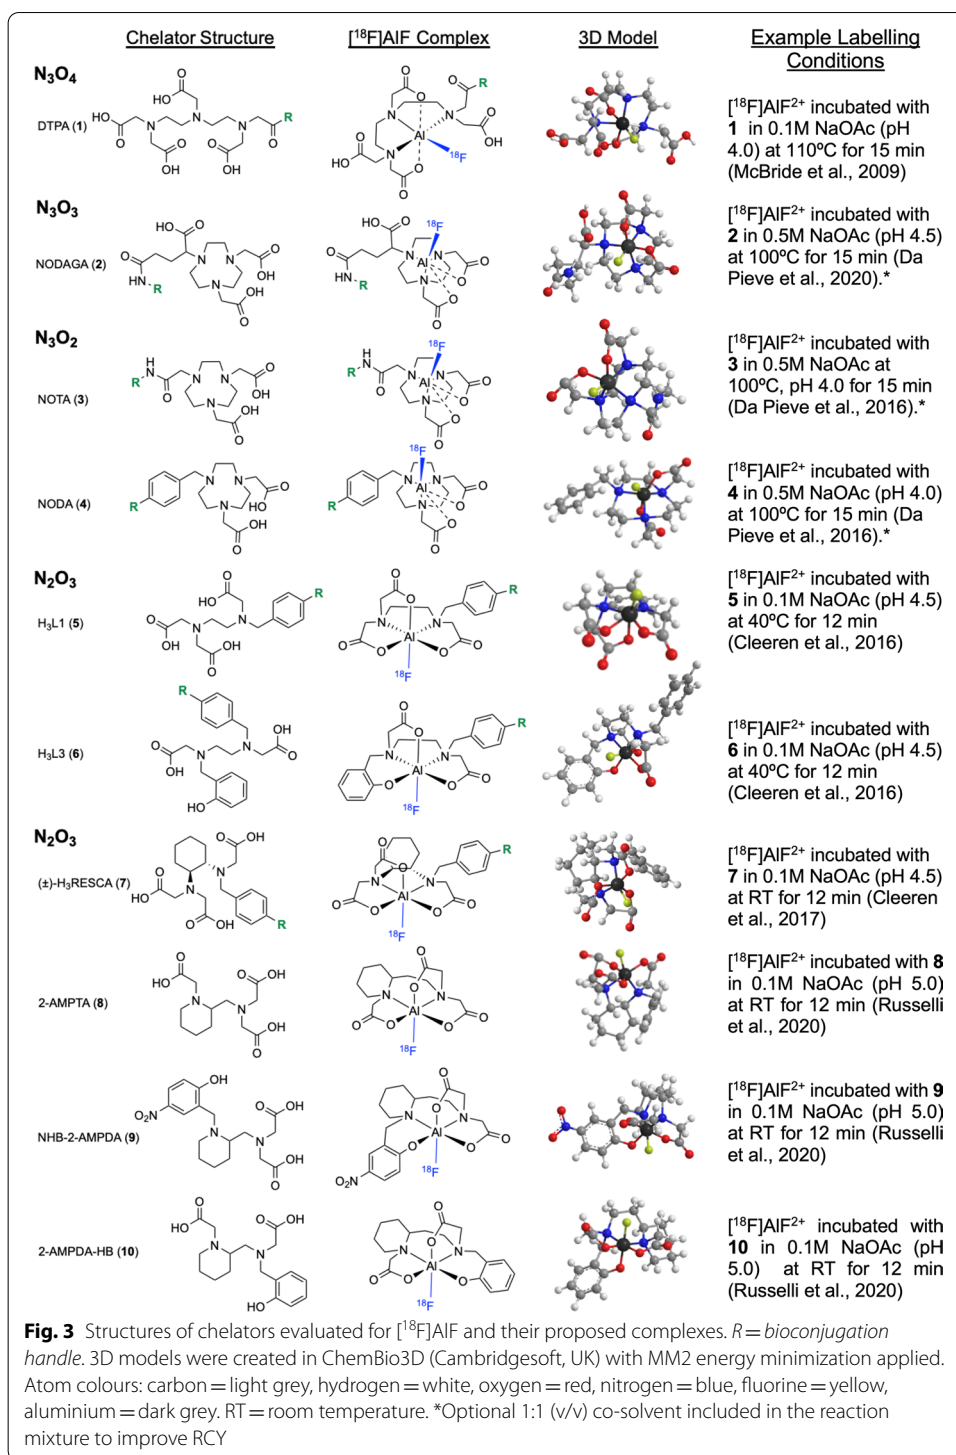 Chelator Structure
[18F]AlF Complex
3D Model
Example Labelling
Conditions
N3O4
DTPA (1)
[18F]AlF2+ incubated with
1 in 0.1M NaOAc (pH
4.0) at 110ºC for 15 min
(McBride et al., 2009)
N3O3
NODAGA (2)
[18F]AlF2+ incubated with
2 in 0.5M NaOAc (pH 4.5)
at 100ºC for 15 min (Da
Pieve et al., 2020).*
N3O2
NOTA (3)
[18F]AlF2+ incubated with
3 in 0.5M NaOAc at
100ºC, pH 4.0 for 15 min
(Da Pieve et al., 2016).*
NODA (4)
[18F]AlF2+ incubated with
4 in 0.5M NaOAc (pH 4.0)
at 100ºC for 15 min (Da
Pieve et al., 2016).*
N2O3
H3L1 (5)
[18F]AlF2+ incubated with
5 in 0.1M NaOAc (pH 4.5)
at 40ºC for 12 min
(Cleeren et al., 2016)
H3L3 (6)
[18F]AlF2+ incubated with
6 in 0.1M NaOAc (pH 4.5)
at 40ºC for 12 min
(Cleeren et al., 2016)
N2O3
(±)-H3RESCA (7)
[18F]AlF2+ incubated with
7 in 0.1M NaOAc (pH 4.5)
at RT for 12 min (Cleeren
et al., 2017)
2-AMPTA (8)
[18F]AlF2+ incubated with 8
in 0.1M NaOAc (pH 5.0)
at RT for 12 min (Russelli
et al., 2020)
NHB-2-AMPDA (9)
[18F]AlF2+ incubated with 9
in 0.1M NaOAc (pH 5.0)
at RT for 12 min (Russelli
et al., 2020)
2-AMPDA-HB (10)
[18F]AlF2+ incubated with
10 in 0.1M NaOAc (pH
5.0) at RT for 12 min
(Russelli et al., 2020)
Fig. 3 Structures of chelators evaluated for [18F]AlF and their proposed complexes. R = bioconjugation
handle. 3D models were created in ChemBio3D (Cambridgesoft, UK) with MM2 energy minimization applied.
Atom colours: carbon = light grey, hydrogen = white, oxygen = red, nitrogen = blue, fluorine = yellow,
aluminium = dark grey. RT = room temperature. *Optional 1:1 (v/v) co-solvent included in the reaction
mixture to improve RCY